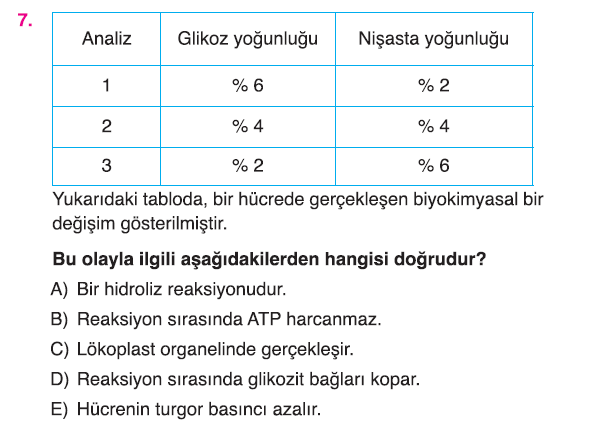 7.
Analiz Glikoz yoğunluğu Nişasta yoğunluğu
1 % 6 % 2
2 % 4 % 4
3 % 2 % 6
Yukarıdaki tabloda, bir hücrede gerçekleşen biyokimyasal bir
değişim gösterilmiştir.
Bu olayla ilgili aşağıdakilerden hangisi doğrudur?
A) Bir hidroliz reaksiyonudur.
B) Reaksiyon sırasında ATP harcanmaz.
C) Lökoplast organelinde gerçekleşir.
D) Reaksiyon sırasında glikozit bağları kopar.
E) Hücrenin turgor basıncı azalır.